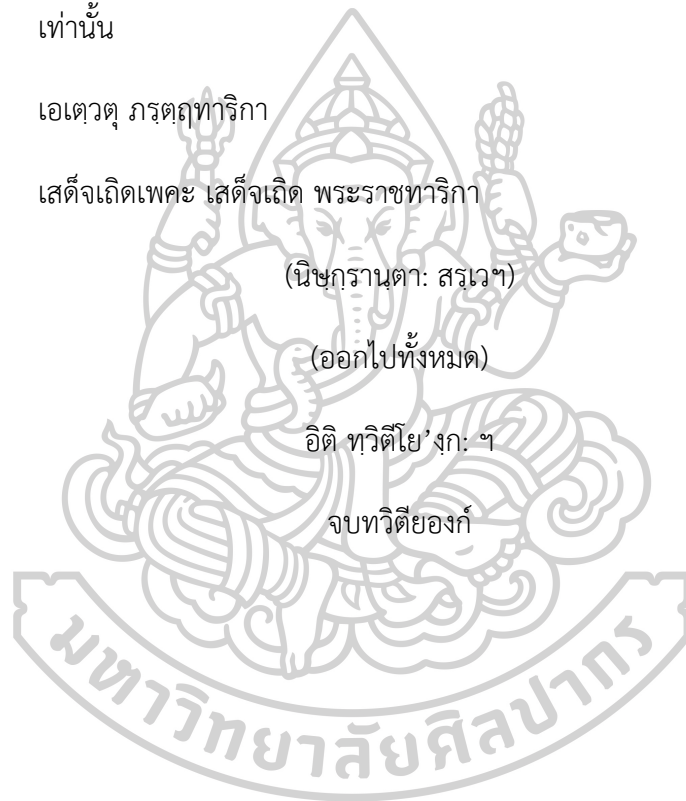 เท่านั้น
เอเตฺวตุ ภรฺตฺฤทาริกา
เสด็จเถิดเพคะ เสด็จเถิด พระราชทาริกา
(นิษฺกฺรานฺตา: สรฺเวฯ)
(ออกไปทั้งหมด)
อิติ ทฺวิตีโย’งฺก: ฯ
จบทวิตียองก์
มหาวิทยาลัยศิลปากร